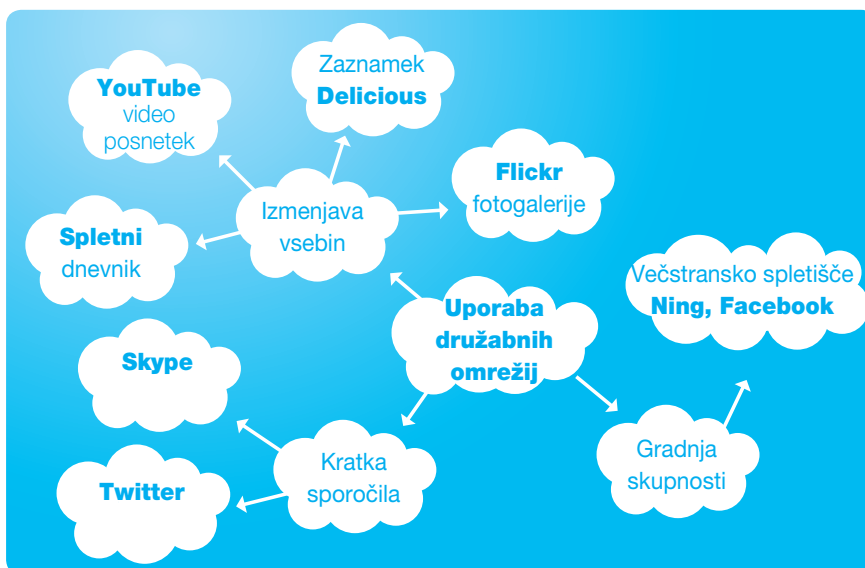 Zaznamek
Delicious
YouTube
video
posnetek
Flickr
fotogalerije
Izmenjava
vsebin
Spletni
dnevnik
Večstransko spletišče
Ning, Facebook
Uporaba
družabnih
omrežij
Skype
Kratka
sporočila
Gradnja
skupnosti
Twitter